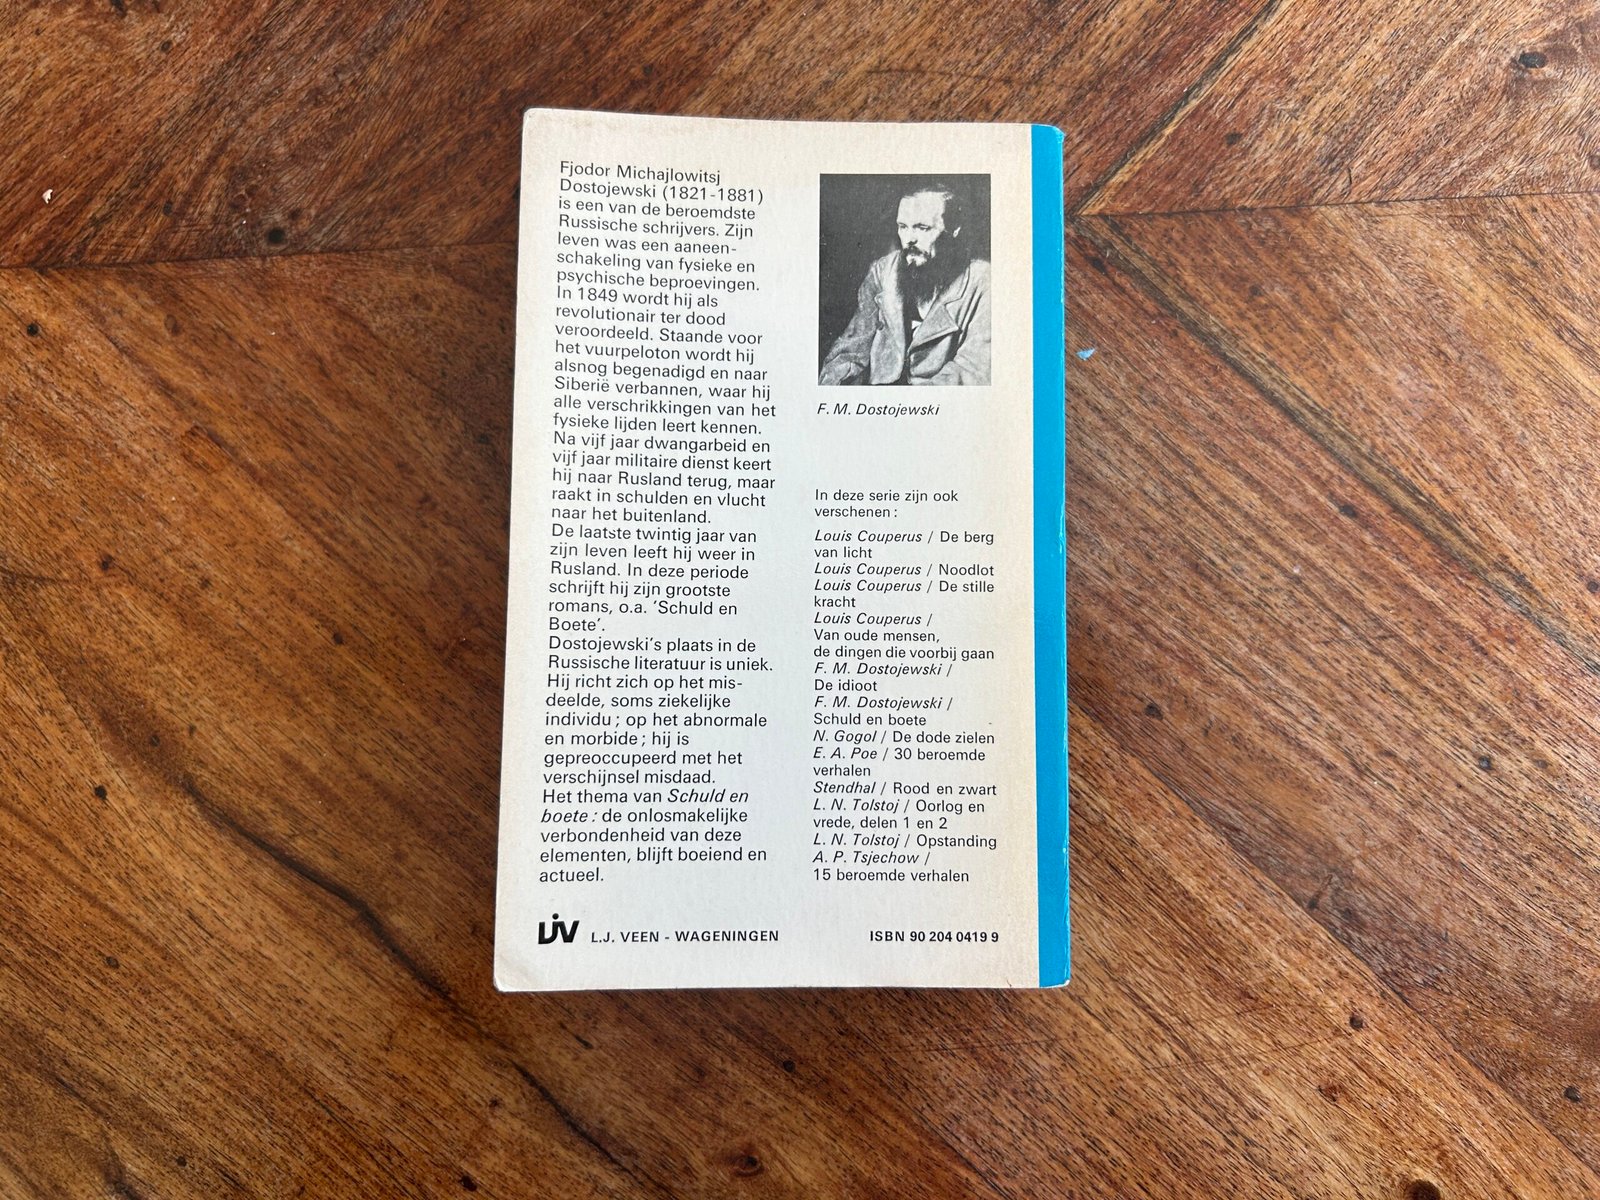 Fjodor Michajlowitsj
Dostojewski (1821-1881)
is een van de beroemdste
Russische schrijvers. Zijn
leven was een aaneen-
schakeling van fysieke en
psychische beproevingen.
In 1849 wordt hij als
revolutionair ter dood
veroordeeld. Staande voor
het vuurpeloton wordt hij
alsnog begenadigd en naar
Siberië verbannen, waar hij
alle verschrikkingen van het
fysieke lijden leert kennen.
Na vijf jaar dwangarbeid en
vijf jaar militaire dienst keert
hij naar Rusland terug, maar
raakt in schulden en vlucht
naar het buitenland.
De laatste twintig jaar van
zijn leven leeft hij weer in
Rusland. In deze periode
schrijft hij zijn grootste
romans, o.a. 'Schuld en
Boete'.
Dostojewski's plaats in de
Russische literatuur is uniek.
Hij richt zich op het mis-
deelde, soms ziekelijke
individu; op het abnormale
en morbide; hij is
gepreoccupeerd met het
verschijnsel misdaad.
Het thema van Schuld en
boete: de onlosmakelijke
verbondenheid van deze
elementen, blijft boeiend en
actueel.
F. M. Dostojewski
In deze serie zijn ook
verschenen:
Louis Couperus / De berg
van licht
Louis Couperus / Noodlot
Louis Couperus / De stille
kracht
Louis Couperus /
Van oude mensen,
de dingen die voorbij gaan
F. M. Dostojewski /
De idioot
F. M. Dostojewski /
Schuld en boete
N. Gogol / De dode zielen
E. A. Poe / 30 beroemde
verhalen
Stendhal / Rood en zwart
L. N. Tolstoj / Oorlog en
vrede, delen 1 en 2
L. N. Tolstoj / Opstanding
A. P. Tsjechow /
15 beroemde verhalen
LJV L.J. VEEN - WAGENINGEN
ISBN 90 204 0419 9